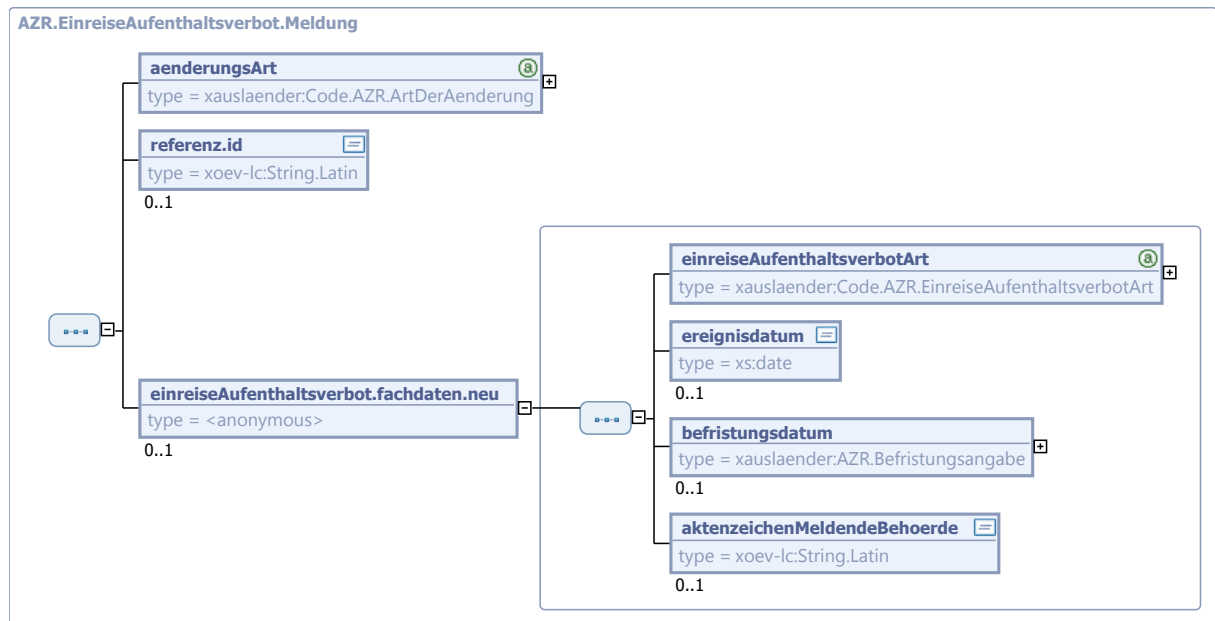 AZR.EinreiseAufenthaltsverbot.Meldung
aenderungsArt
type = xauslaender:Code.AZR.ArtDerAenderung
referenz.id
type = xoev-lc:String.Latin
0..1
einreiseAufenthaltsverbot.fachdaten.neu
type = <anonymous>
0..1
einreiseAufenthaltsverbotArt
type = xauslaender:Code.AZR.EinreiseAufenthaltsverbotArt
ereignisdatum
type = xs:date
0..1
befristungsdatum
type = xauslaender:AZR.Befristungsangabe
0..1
aktenzeichenMeldendeBehoerde
type = xoev-lc:String.Latin
0..1